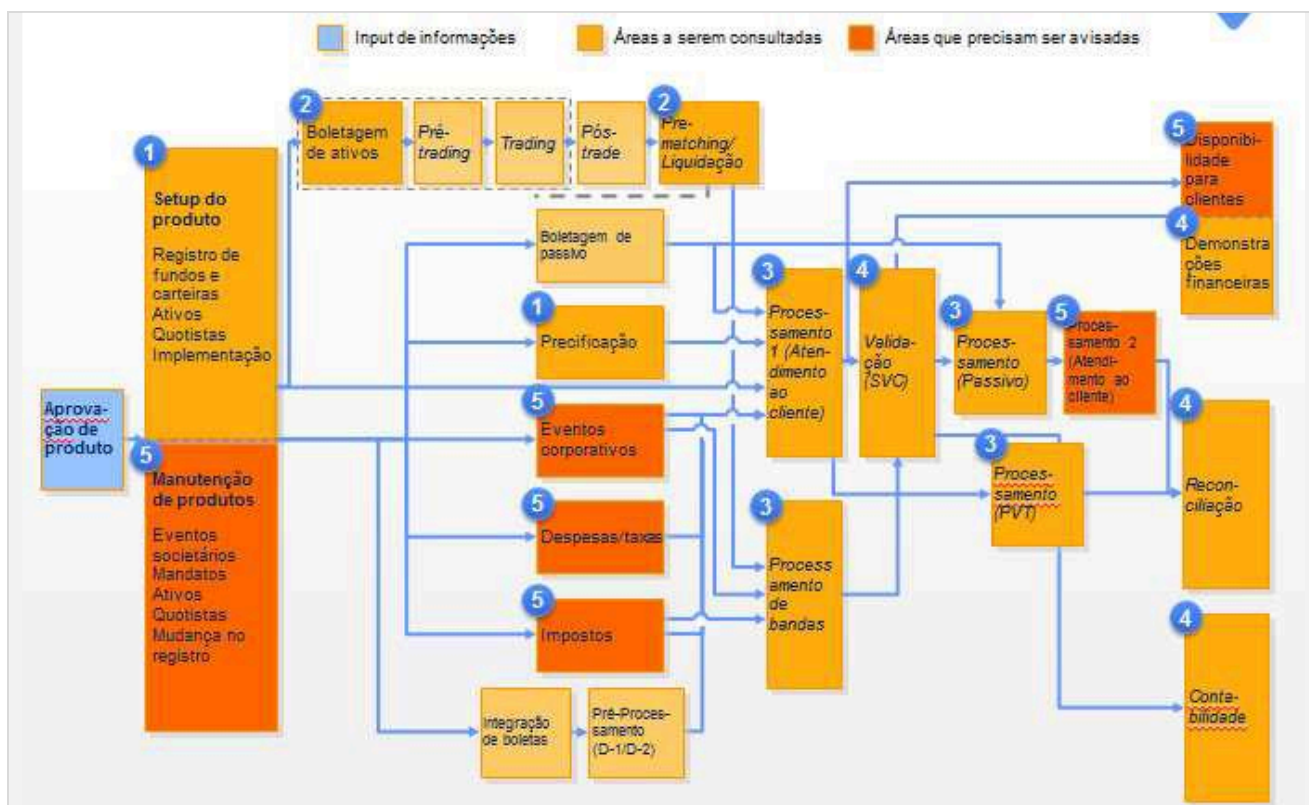 Input de informações
Áreas a serem consultadas
Áreas que precisam ser avisadas
1
Setup do
produto
Registro de
fundos e
carteiras
Ativos
Quotistas
Implementação
Aprova-
ção de
produto
5
Manutenção
de produtos
Eventos
societários
Mandatos
Ativos
Quotistas
Mudança no
registro
2
Boletagem
de ativos
Pré-
trading
Trading
Pós-
trade
2
Pre-
matching/
Liquidação
Boletagem de
passivo
1
Precificação
5
Eventos
corporativos
5
Despesas/taxas
5
Impostos
Integração
de boletas
Pré-Proces-
samento
(D-1/D-2)
3
Proces-
samento
1 (Aten-
dimento
ao
cliente)
3
Process
amento
de
bandas
4
Valida-
ção
(SVC)
3
Proces-
samento
(Passivo)
5
Proces-
samento 2
(Atendi-
mento ao
cliente)
3
Proces-
samento
(PVT)
5
Disponibi-
lidade
para
clientes
4
Demonstra
ções
financeiras
4
Recon-
ciliação
4
Conta-
bilidade